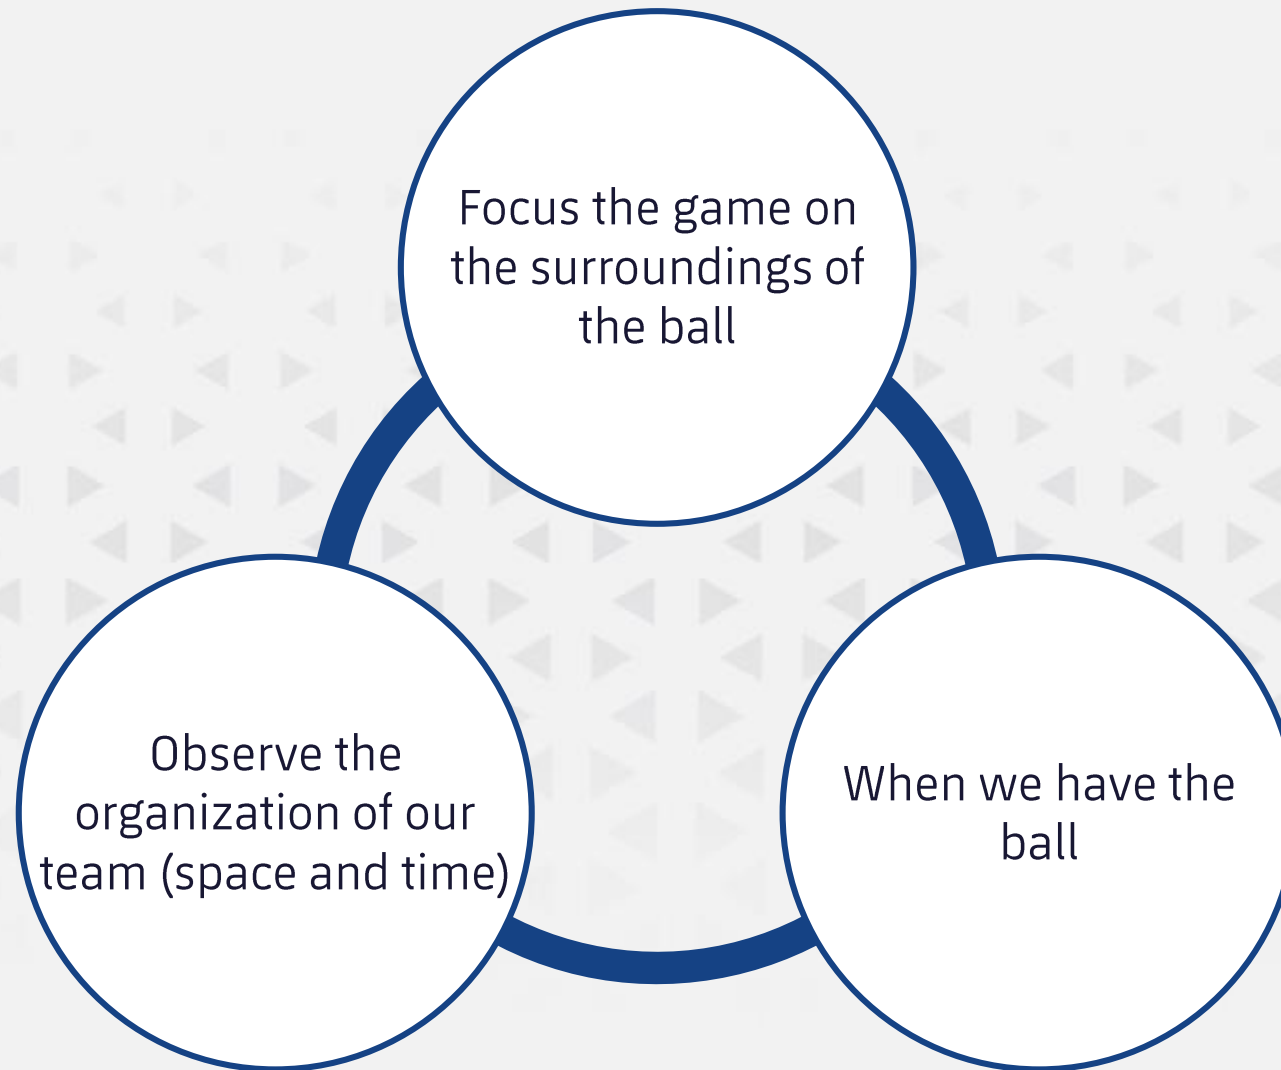 Focus the game on
the surroundings of
the ball
Observe the
organization of our
team (space and time)
When we have the
ball